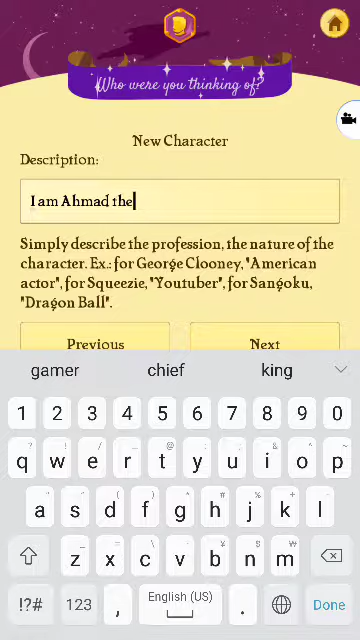 Who were you thinking of?
New Character
Description:
I am Ahmad the
Simply describe the profession, the nature of the
character. Ex.: for George Clooney, "American
actor", for Squeezie, "Youtuber", for Sangoku,
"Dragon Ball".
Previous Next
gamer chief king
1 2 3 4 5 6 7 8 9 0
q w e r t y u i o p
a s d f g h j k l
z x c v b n m
!?# 123 , English (US) . Done